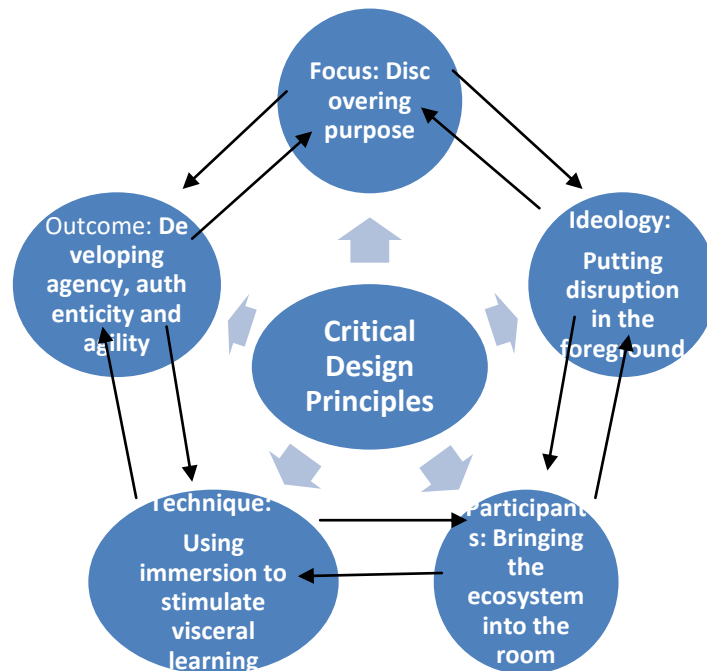 Focus: Disc
overing
purpose
Outcome: De
veloping
agency, auth
enticity and
agility
Ideology:
Putting
disruption
in the
foreground
Critical
Design
Principles
Technique:
Using
immersion to
stimulate
visceral
learning
Participant
s: Bringing
the
ecosystem
into the
room